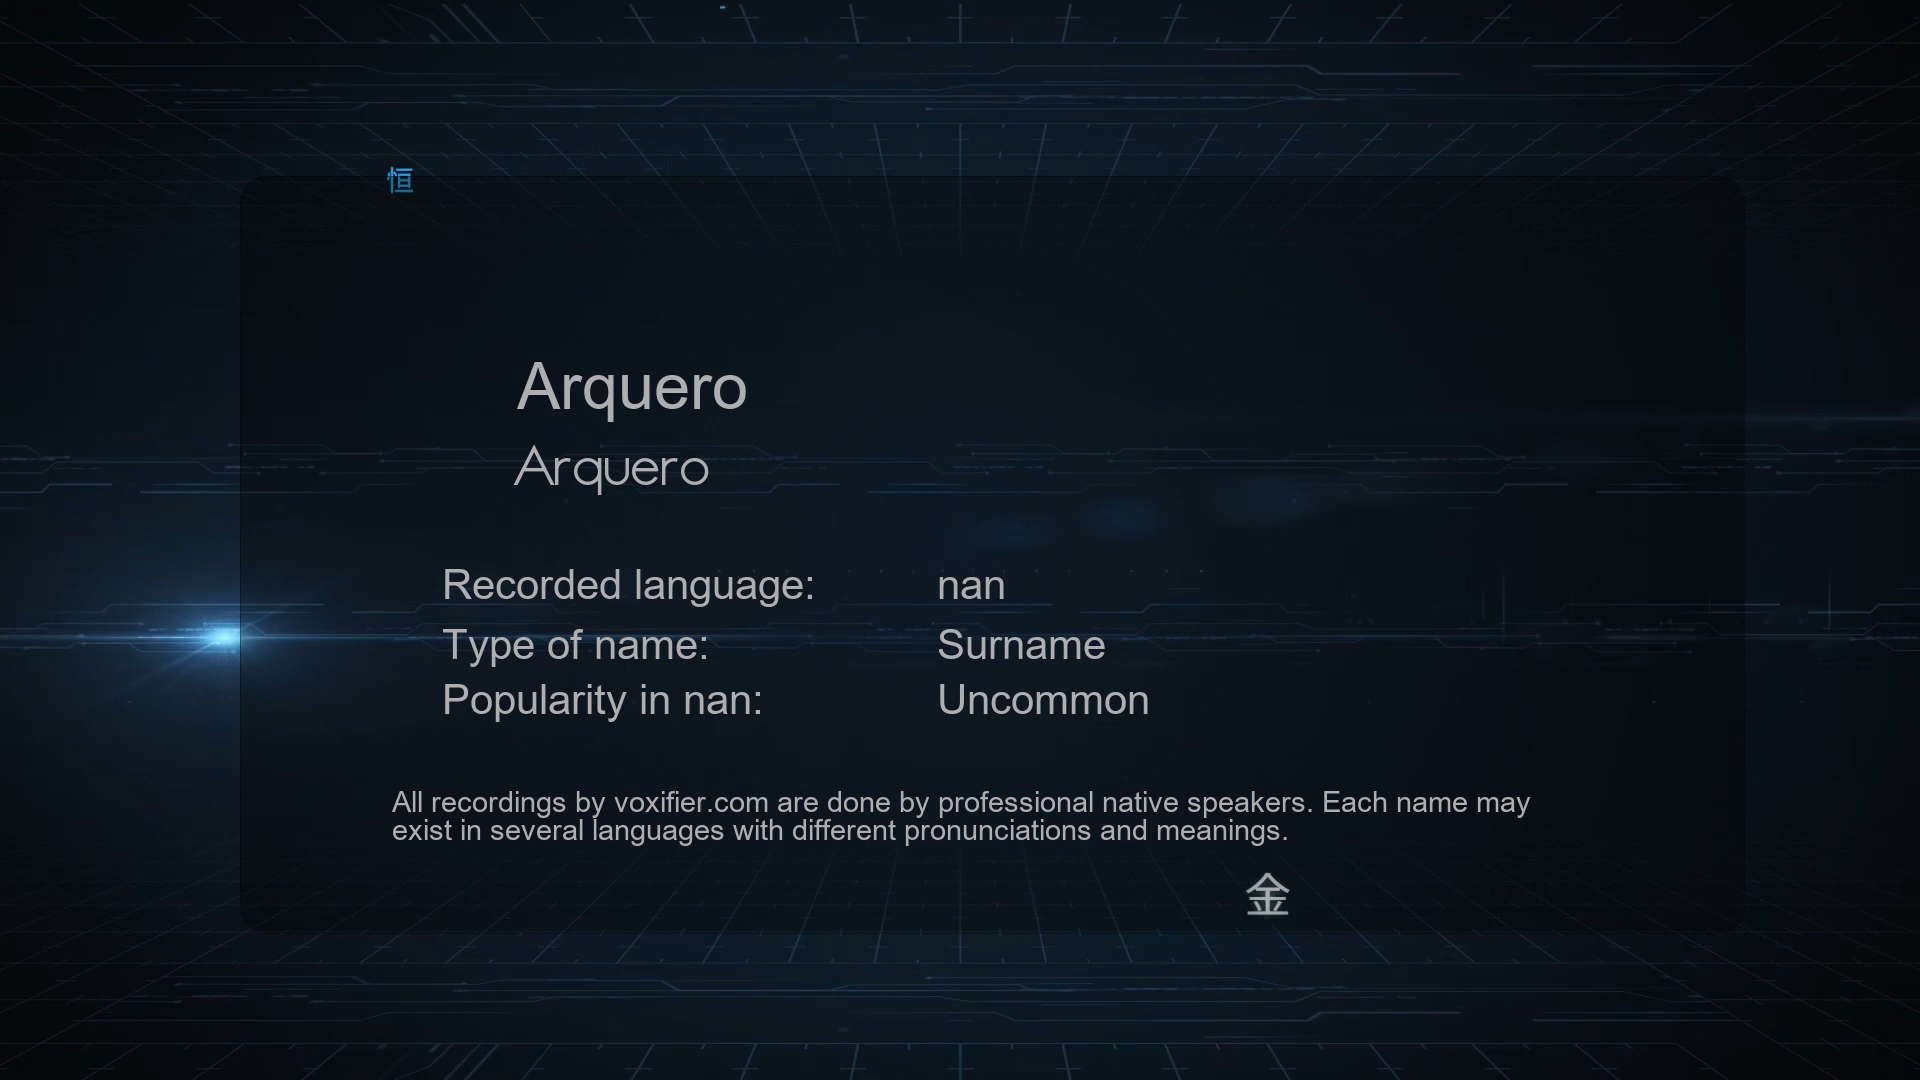 恒
Arquero
Arquero
Recorded language: nan
Type of name: Surname
Popularity in nan: Uncommon
All recordings by voxifier.com are done by professional native speakers. Each name may
exist in several languages with different pronunciations and meanings.
金